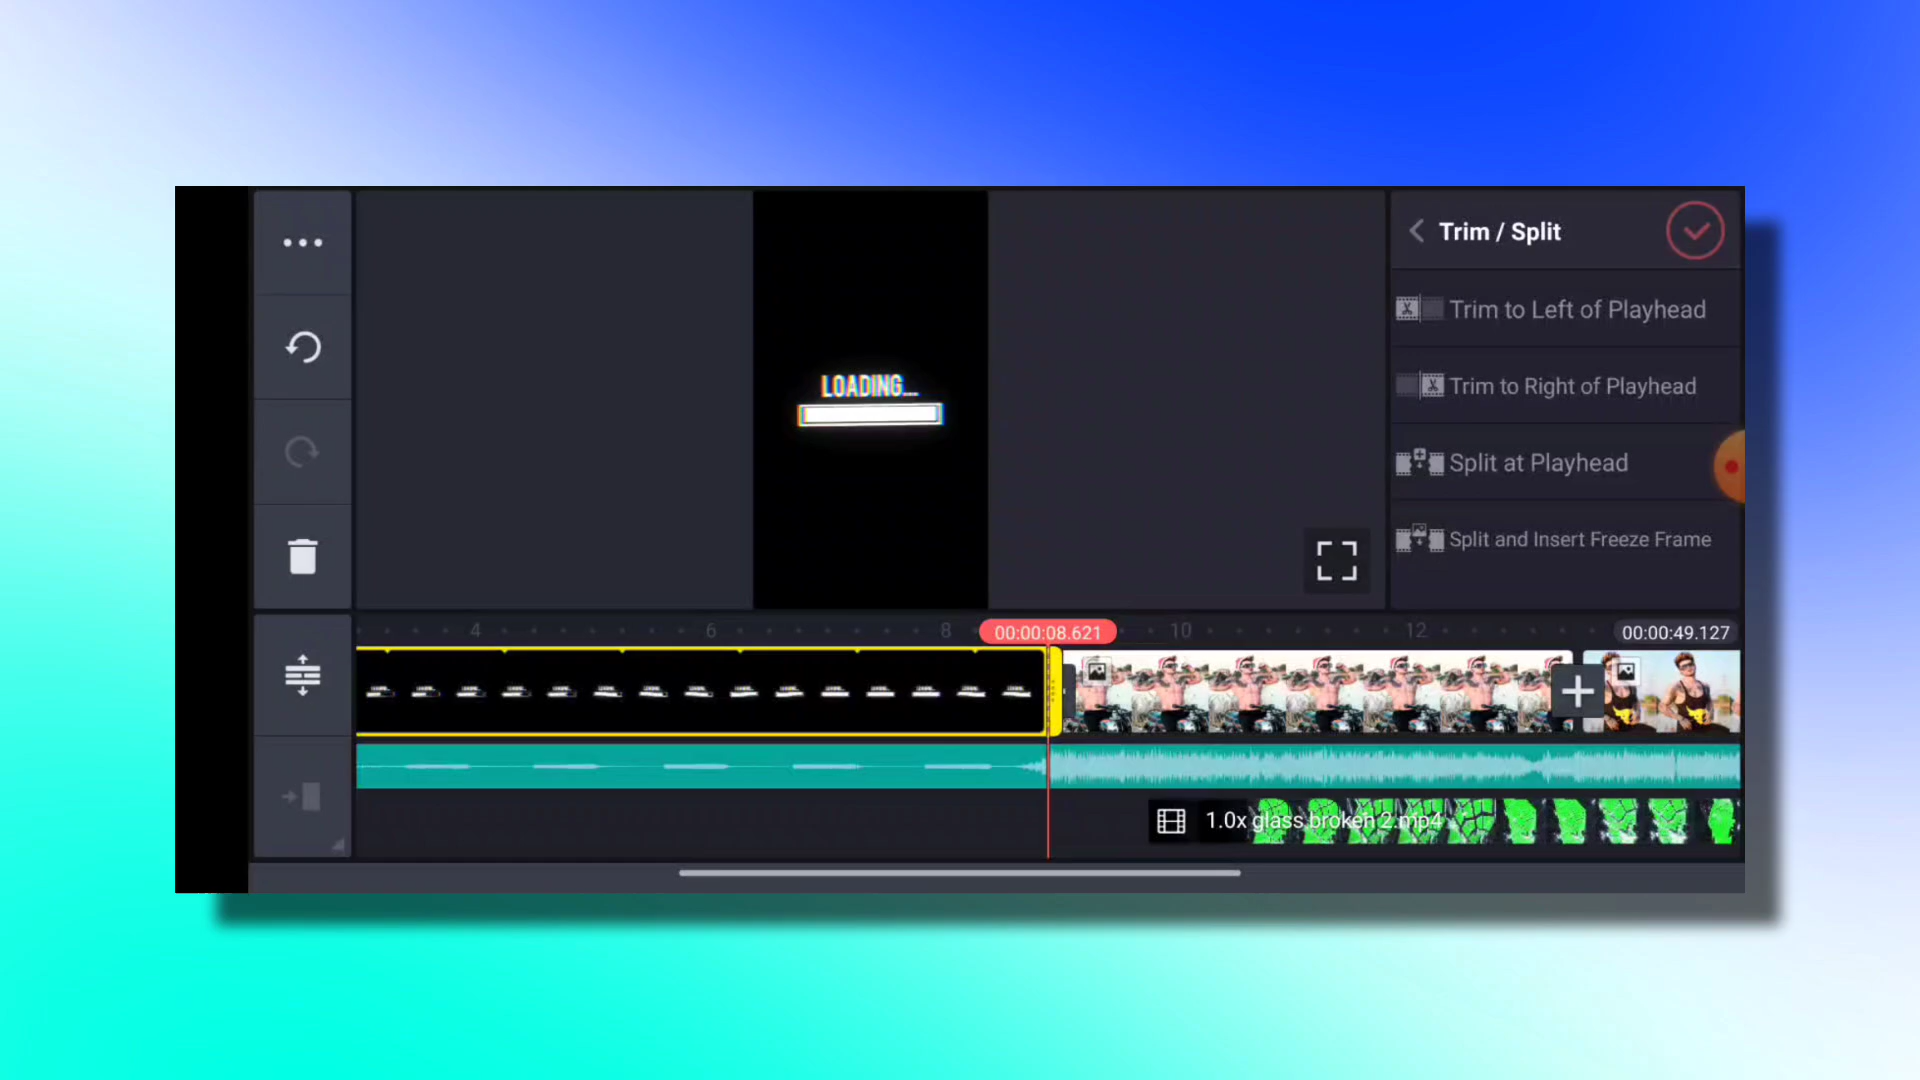 Trim / Split
Trim to Left of Playhead
LOADING...
Trim to Right of Playhead
Split at Playhead
Split and Insert Freeze Frame
4
6
8
00:00:08.621
10
12
00:00:49.127
1.0x glass broken 2.mp4